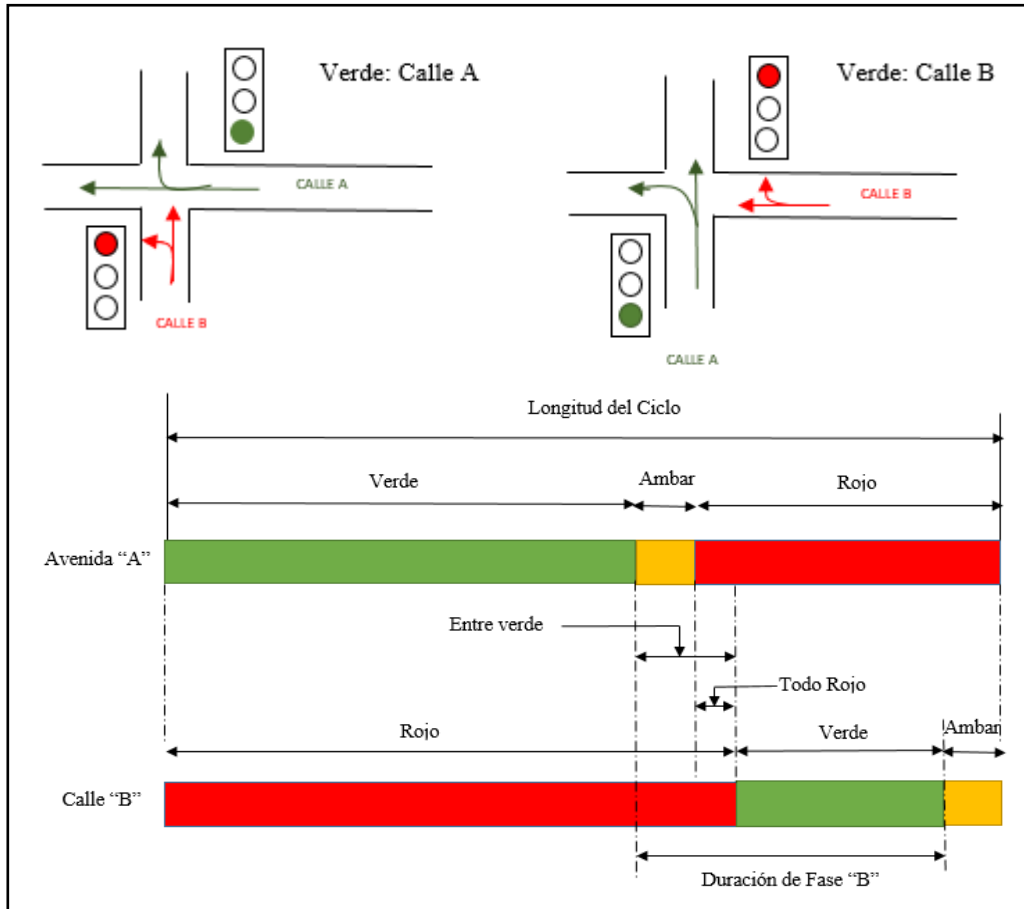 Verde: Calle A
Verde: Calle B
CALLE A
CALLE B
CALLE B
CALLE A
Longitud del Ciclo
Verde
Ambar
Rojo
Avenida “A”
Entre verde
Todo Rojo
Rojo
Verde
Ambar
Calle “B”
Duración de Fase “B”